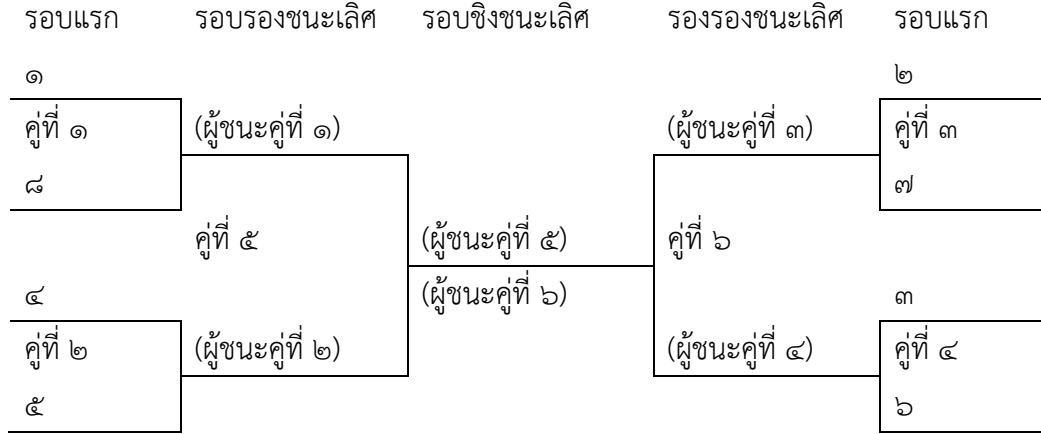 รอบแรก รอบรองชนะเลิศ รอบชิงชนะเลิศ รองรองชนะเลิศ รอบแรก
๑ ๒
คู่ที่ ๑ (ผู้ชนะคู่ที่ ๑) (ผู้ชนะคู่ที่ ๓) คู่ที่ ๓
๘ ๗
คู่ที่ ๕ (ผู้ชนะคู่ที่ ๕) คู่ที่ ๖
(ผู้ชนะคู่ที่ ๖)
๔ ๓
คู่ที่ ๒ (ผู้ชนะคู่ที่ ๒) (ผู้ชนะคู่ที่ ๔) คู่ที่ ๔
๕ ๖